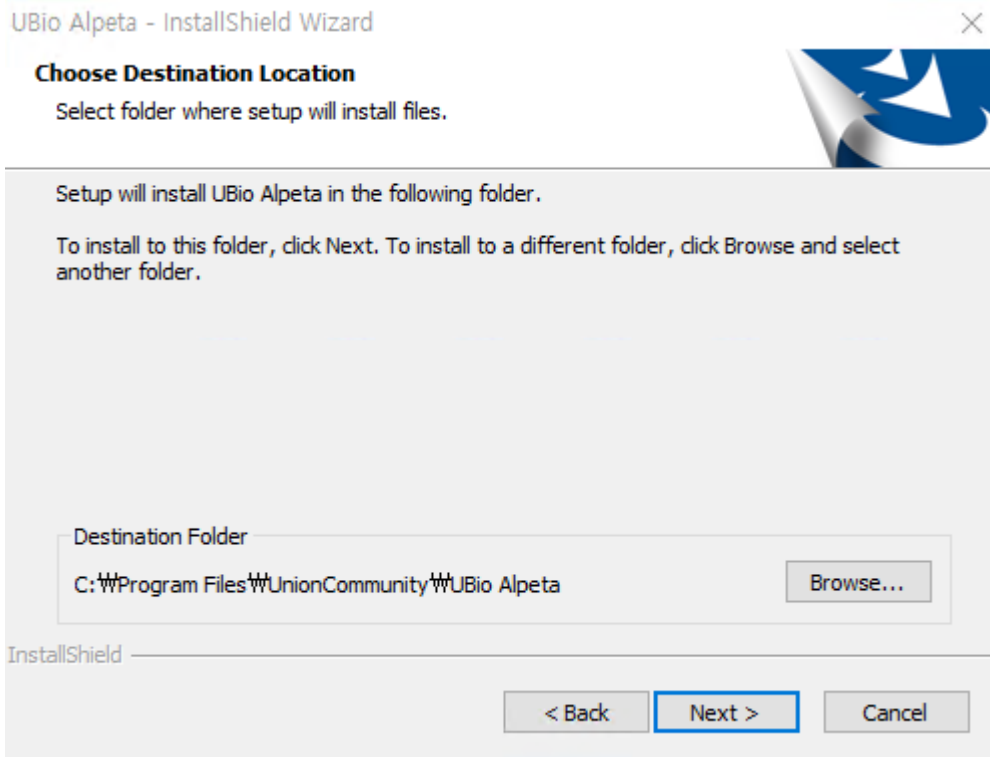 UBio Alpeta - InstallShield Wizard
Choose Destination Location
Select folder where setup will install files.
Setup will install UBio Alpeta in the following folder.
To install to this folder, click Next. To install to a different folder, click Browse and select
another folder.
Destination Folder
C:₩Program Files₩UnionCommunity₩UBio Alpeta
Browse...
InstallShield
< Back
Next >
Cancel